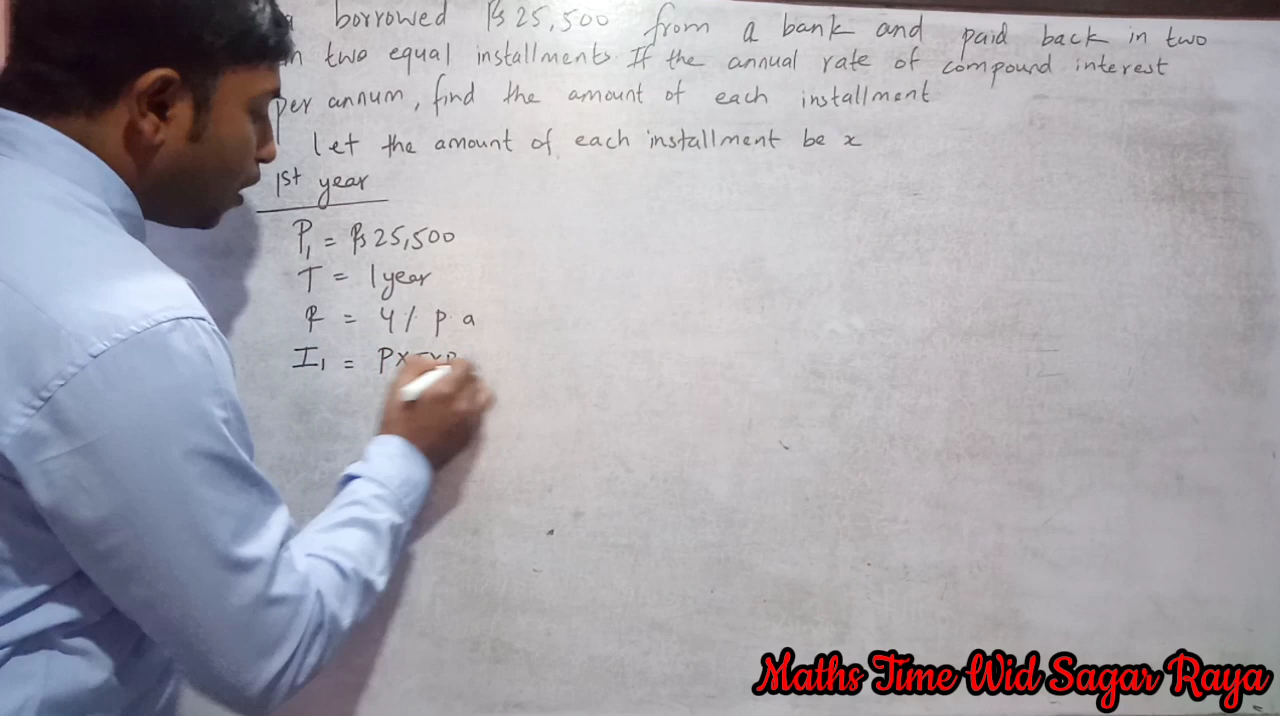 borrowed Rs 25,500 from a bank and paid back in two
two equal installments. If the annual rate of compound interest
per annum, find the amount of each installment
let the amount of each installment be x
1st year
P1 = Rs 25,500
T = 1 year
R = 4% p.a
I1 = P×T×R
Maths Time Wid Sagar Raya